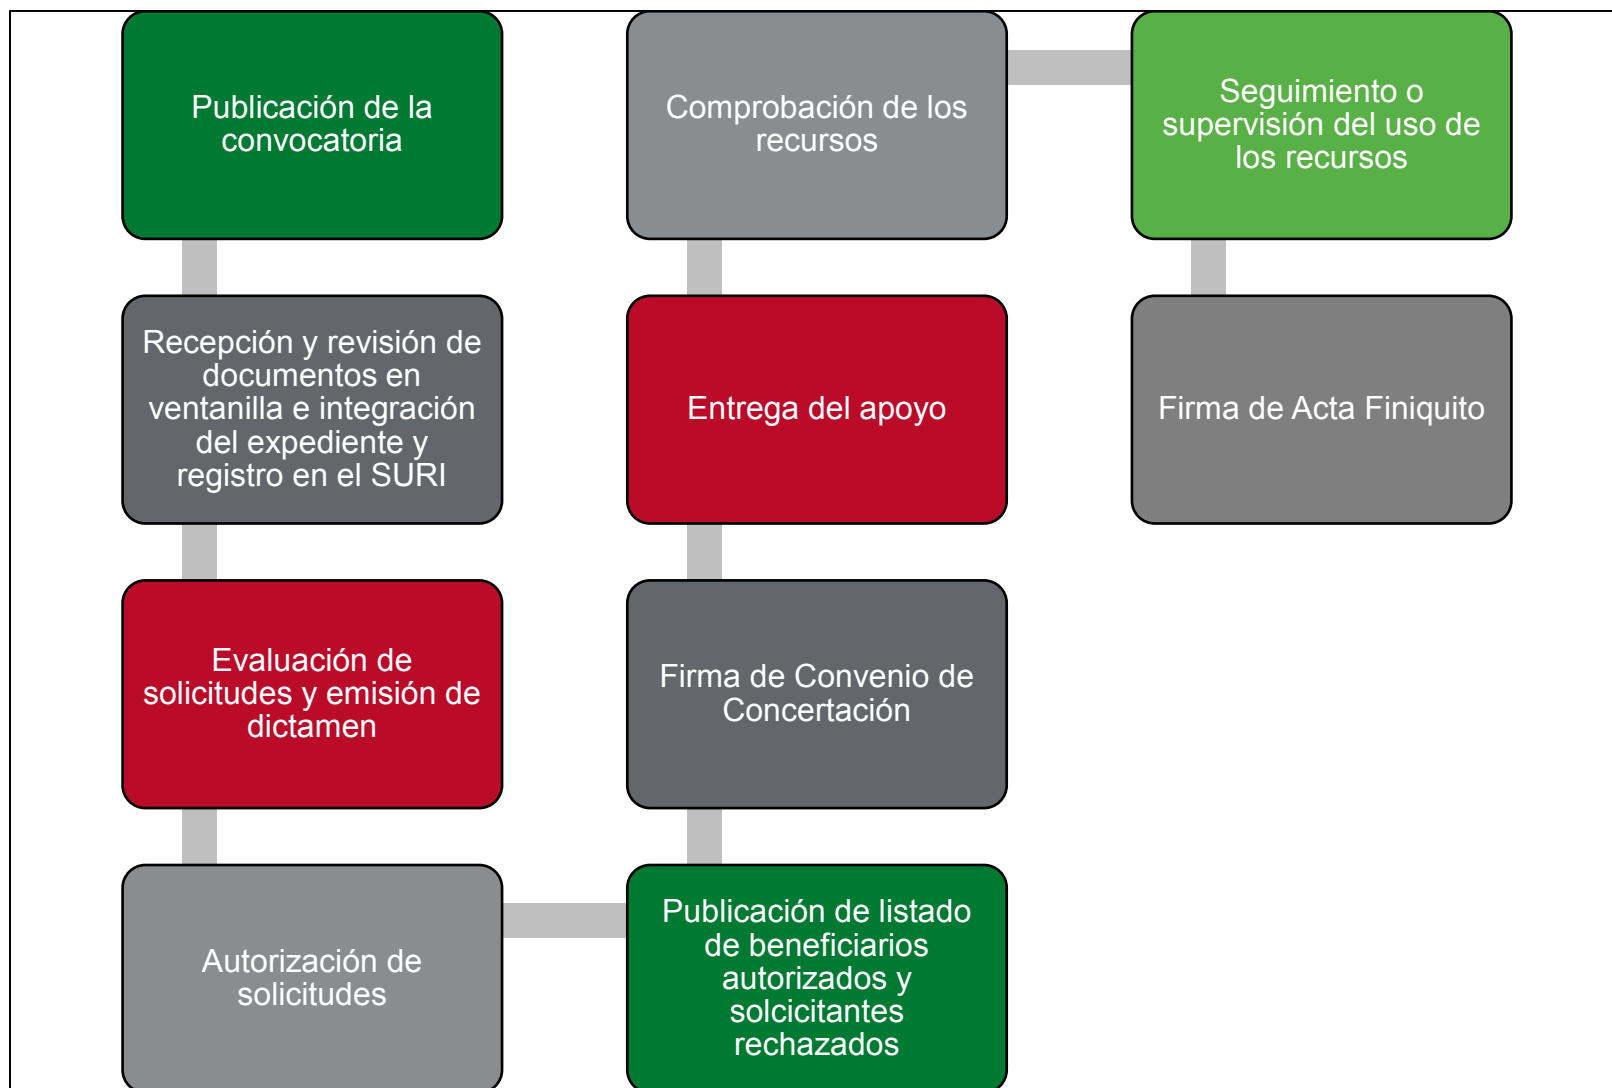 Publicación de la
convocatoria
Recepción y revisión de
documentos en
ventanilla e integración
del expediente y
registro en el SURI
Evaluación de
solicitudes y emisión de
dictamen
Autorización de
solicitudes
Publicación de listado
de beneficiarios
autorizados y
solcicitantes
rechazados
Firma de Convenio de
Concertación
Entrega del apoyo
Comprobación de los
recursos
Seguimiento o
supervisión del uso de
los recursos
Firma de Acta Finiquito